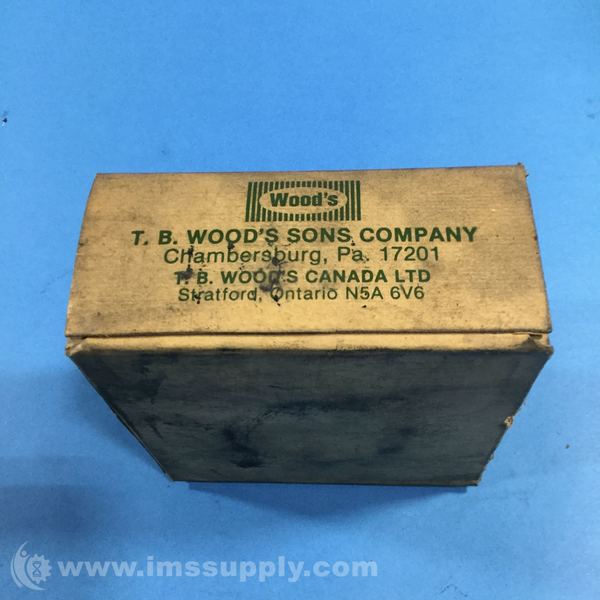 Wood's
T. B. WOOD'S SONS COMPANY
Chambersburg, Pa. 17201
T. B. WOOD'S CANADA LTD
Stratford, Ontario N5A 6V6
www.imssupply.com